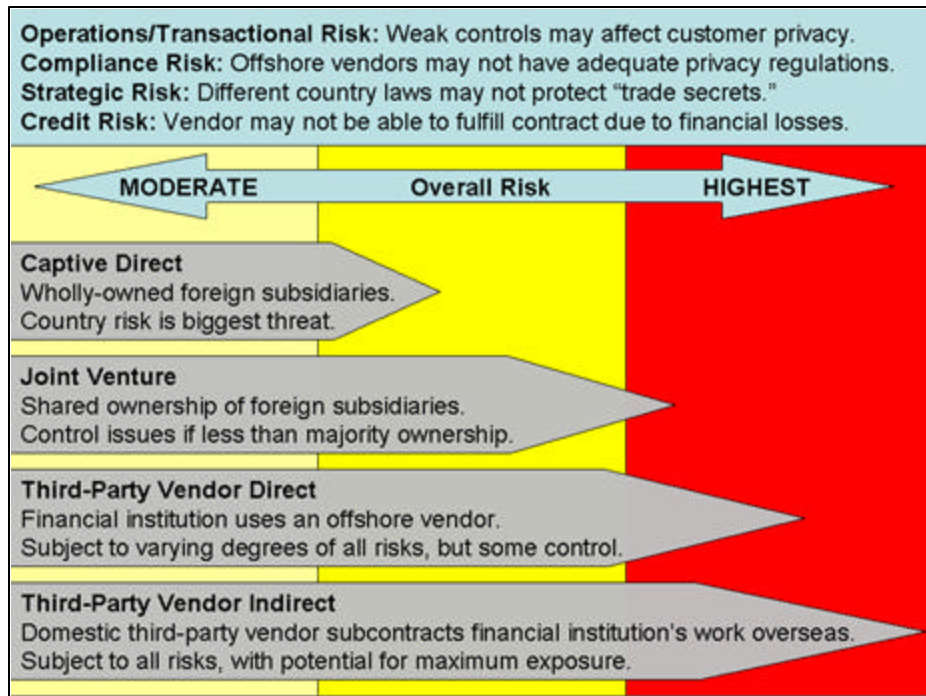 Operations/Transactional Risk: Weak controls may affect customer privacy.
Compliance Risk: Offshore vendors may not have adequate privacy regulations.
Strategic Risk: Different country laws may not protect “trade secrets.”
Credit Risk: Vendor may not be able to fulfill contract due to financial losses.
MODERATE Overall Risk HIGHEST
Captive Direct
Wholly-owned foreign subsidiaries.
Country risk is biggest threat.
Joint Venture
Shared ownership of foreign subsidiaries.
Control issues if less than majority ownership.
Third-Party Vendor Direct
Financial institution uses an offshore vendor.
Subject to varying degrees of all risks, but some control.
Third-Party Vendor Indirect
Domestic third-party vendor subcontracts financial institution’s work overseas.
Subject to all risks, with potential for maximum exposure.